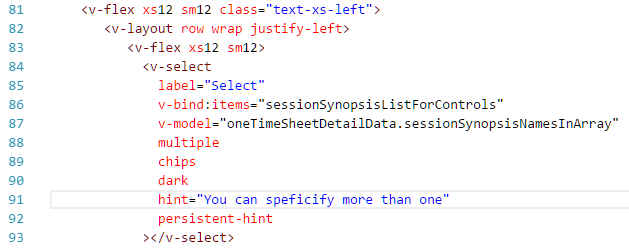 81 <v-flex xs12 sm12 class="text-xs-left">
82 <v-layout row wrap justify-left>
83 <v-flex xs12 sm12>
84 <v-select
85 label="Select"
86 v-bind:items="sessionSynopsisListForControls"
87 v-model="oneTimeSheetDetailData.sessionSynopsisNamesInArray"
88 multiple
89 chips
90 dark
91 hint="You can speficify more than one"
92 persistent-hint
93 ></v-select>